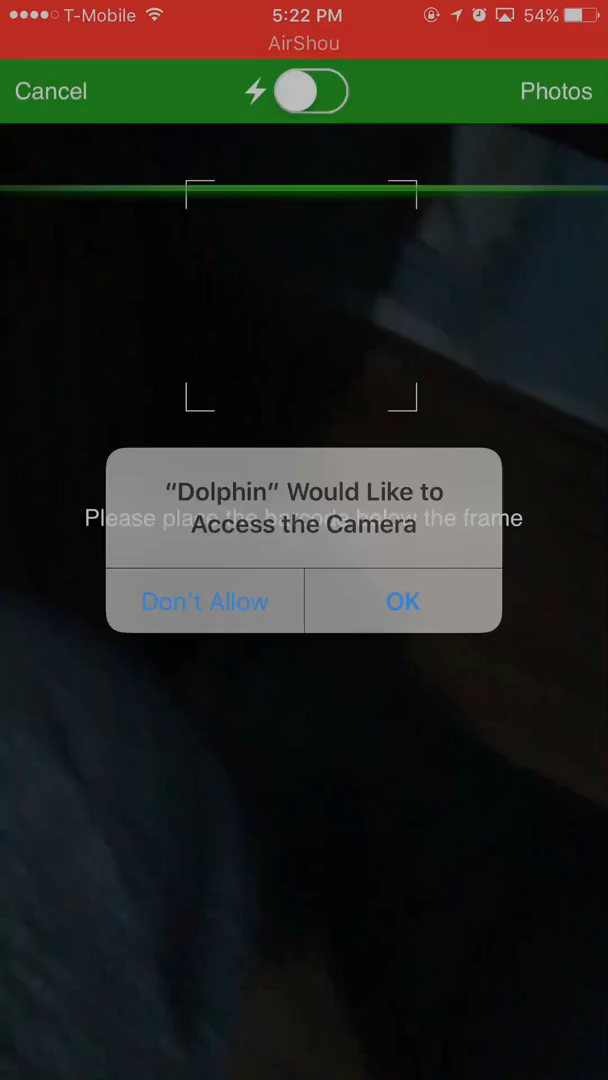 T-Mobile 5:22 PM 54%
AirShou
Cancel Photos
"Dolphin" Would Like to
Access the Camera
Please place the barcode below the frame
Don't Allow OK